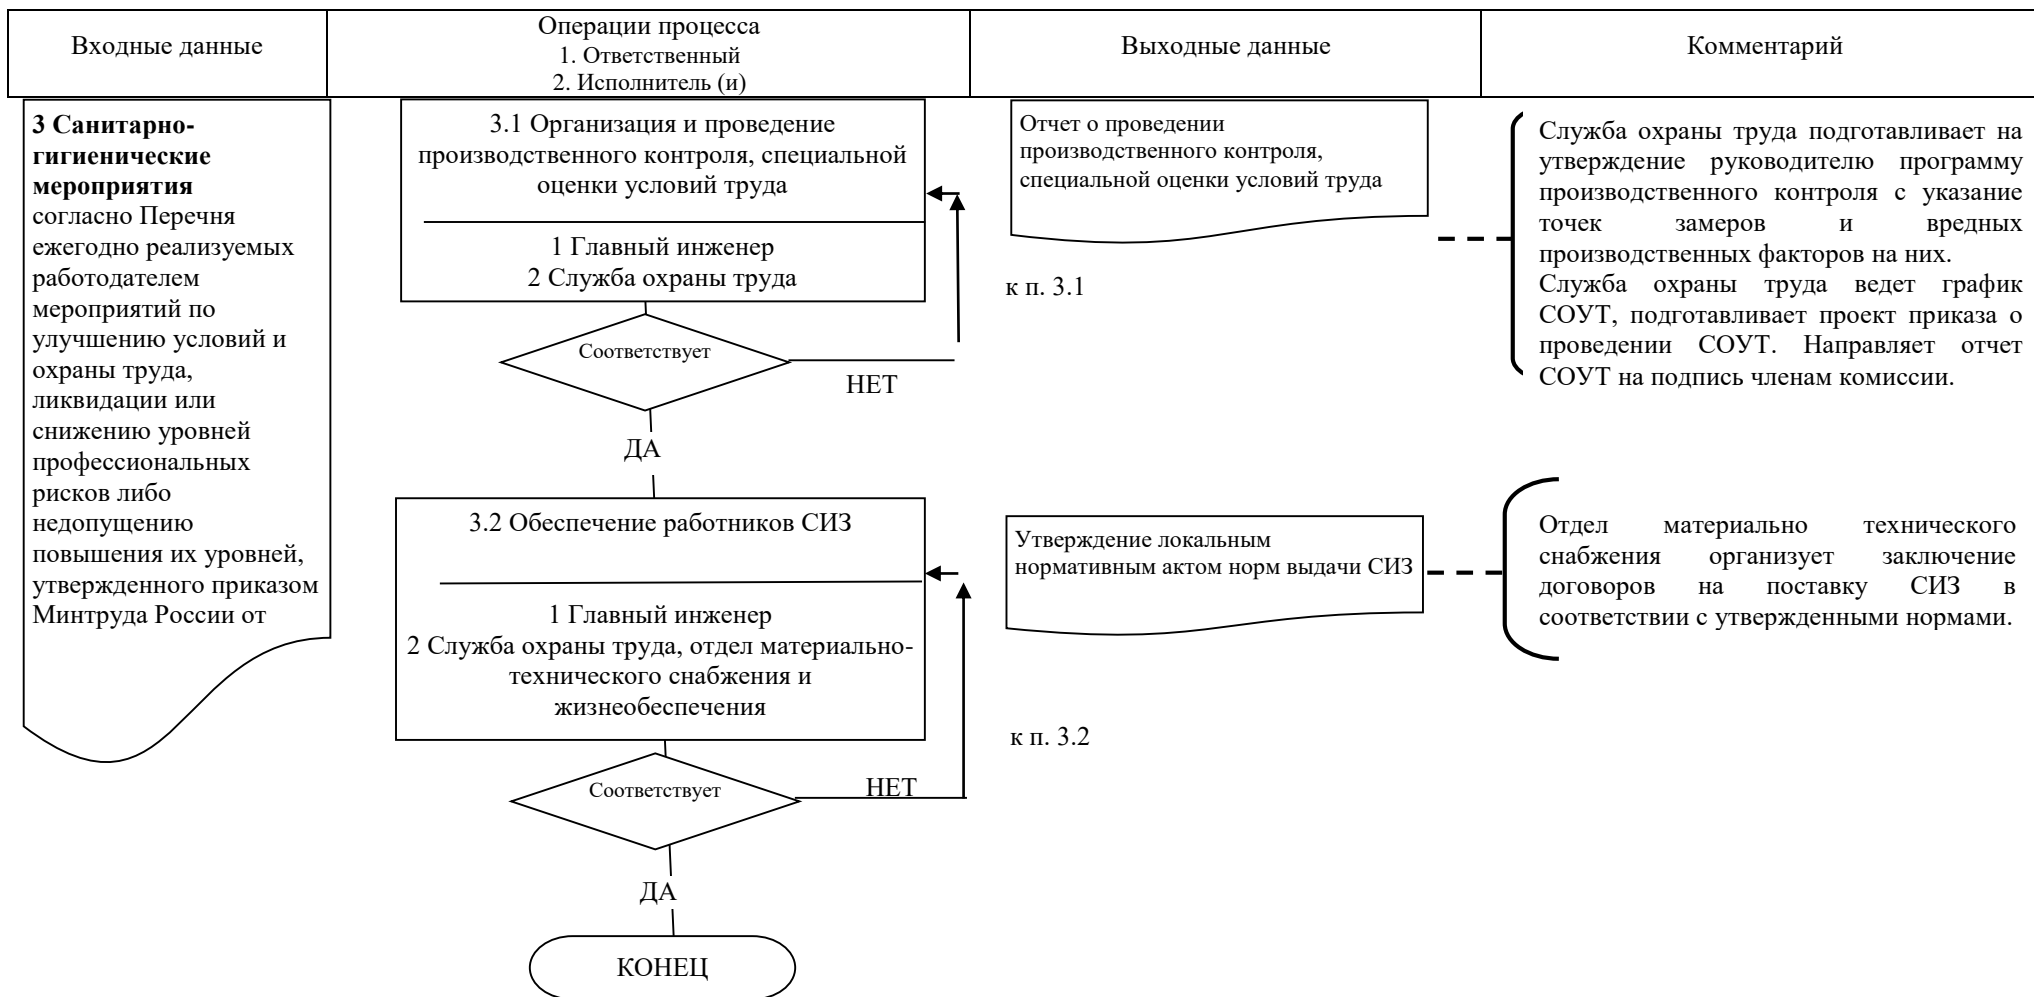 Входные данные
Операции процесса
1. Ответственный
2. Исполнитель (и)
Выходные данные
Комментарий
3 Санитарно-
гигиенические
мероприятия
согласно Перечня
ежегодно реализуемых
работодателем
мероприятий по
улучшению условий и
охраны труда,
ликвидации или
снижению уровней
профессиональных
рисков либо
недопущению
повышения их уровней,
утвержденного приказом
Минтруда России от
3.1 Организация и проведение
производственного контроля, специальной
оценки условий труда
1 Главный инженер
2 Служба охраны труда
Соответствует
НЕТ
ДА
3.2 Обеспечение работников СИЗ
1 Главный инженер
2 Служба охраны труда, отдел материально-
технического снабжения и
жизнеобеспечения
Соответствует
НЕТ
ДА
КОНЕЦ
Отчет о проведении
производственного контроля,
специальной оценки условий труда
к п. 3.1
Утверждение локальным
нормативным актом норм выдачи СИЗ
к п. 3.2
Служба охраны труда подготавливает на
утверждение руководителю программу
производственного контроля с указание
точек замеров и вредных
производственных факторов на них.
Служба охраны труда ведет график
СОУТ, подготавливает проект приказа о
проведении СОУТ. Направляет отчет
СОУТ на подпись членам комиссии.
Отдел материально технического
снабжения организует заключение
договоров на поставку СИЗ в
соответствии с утвержденными нормами.